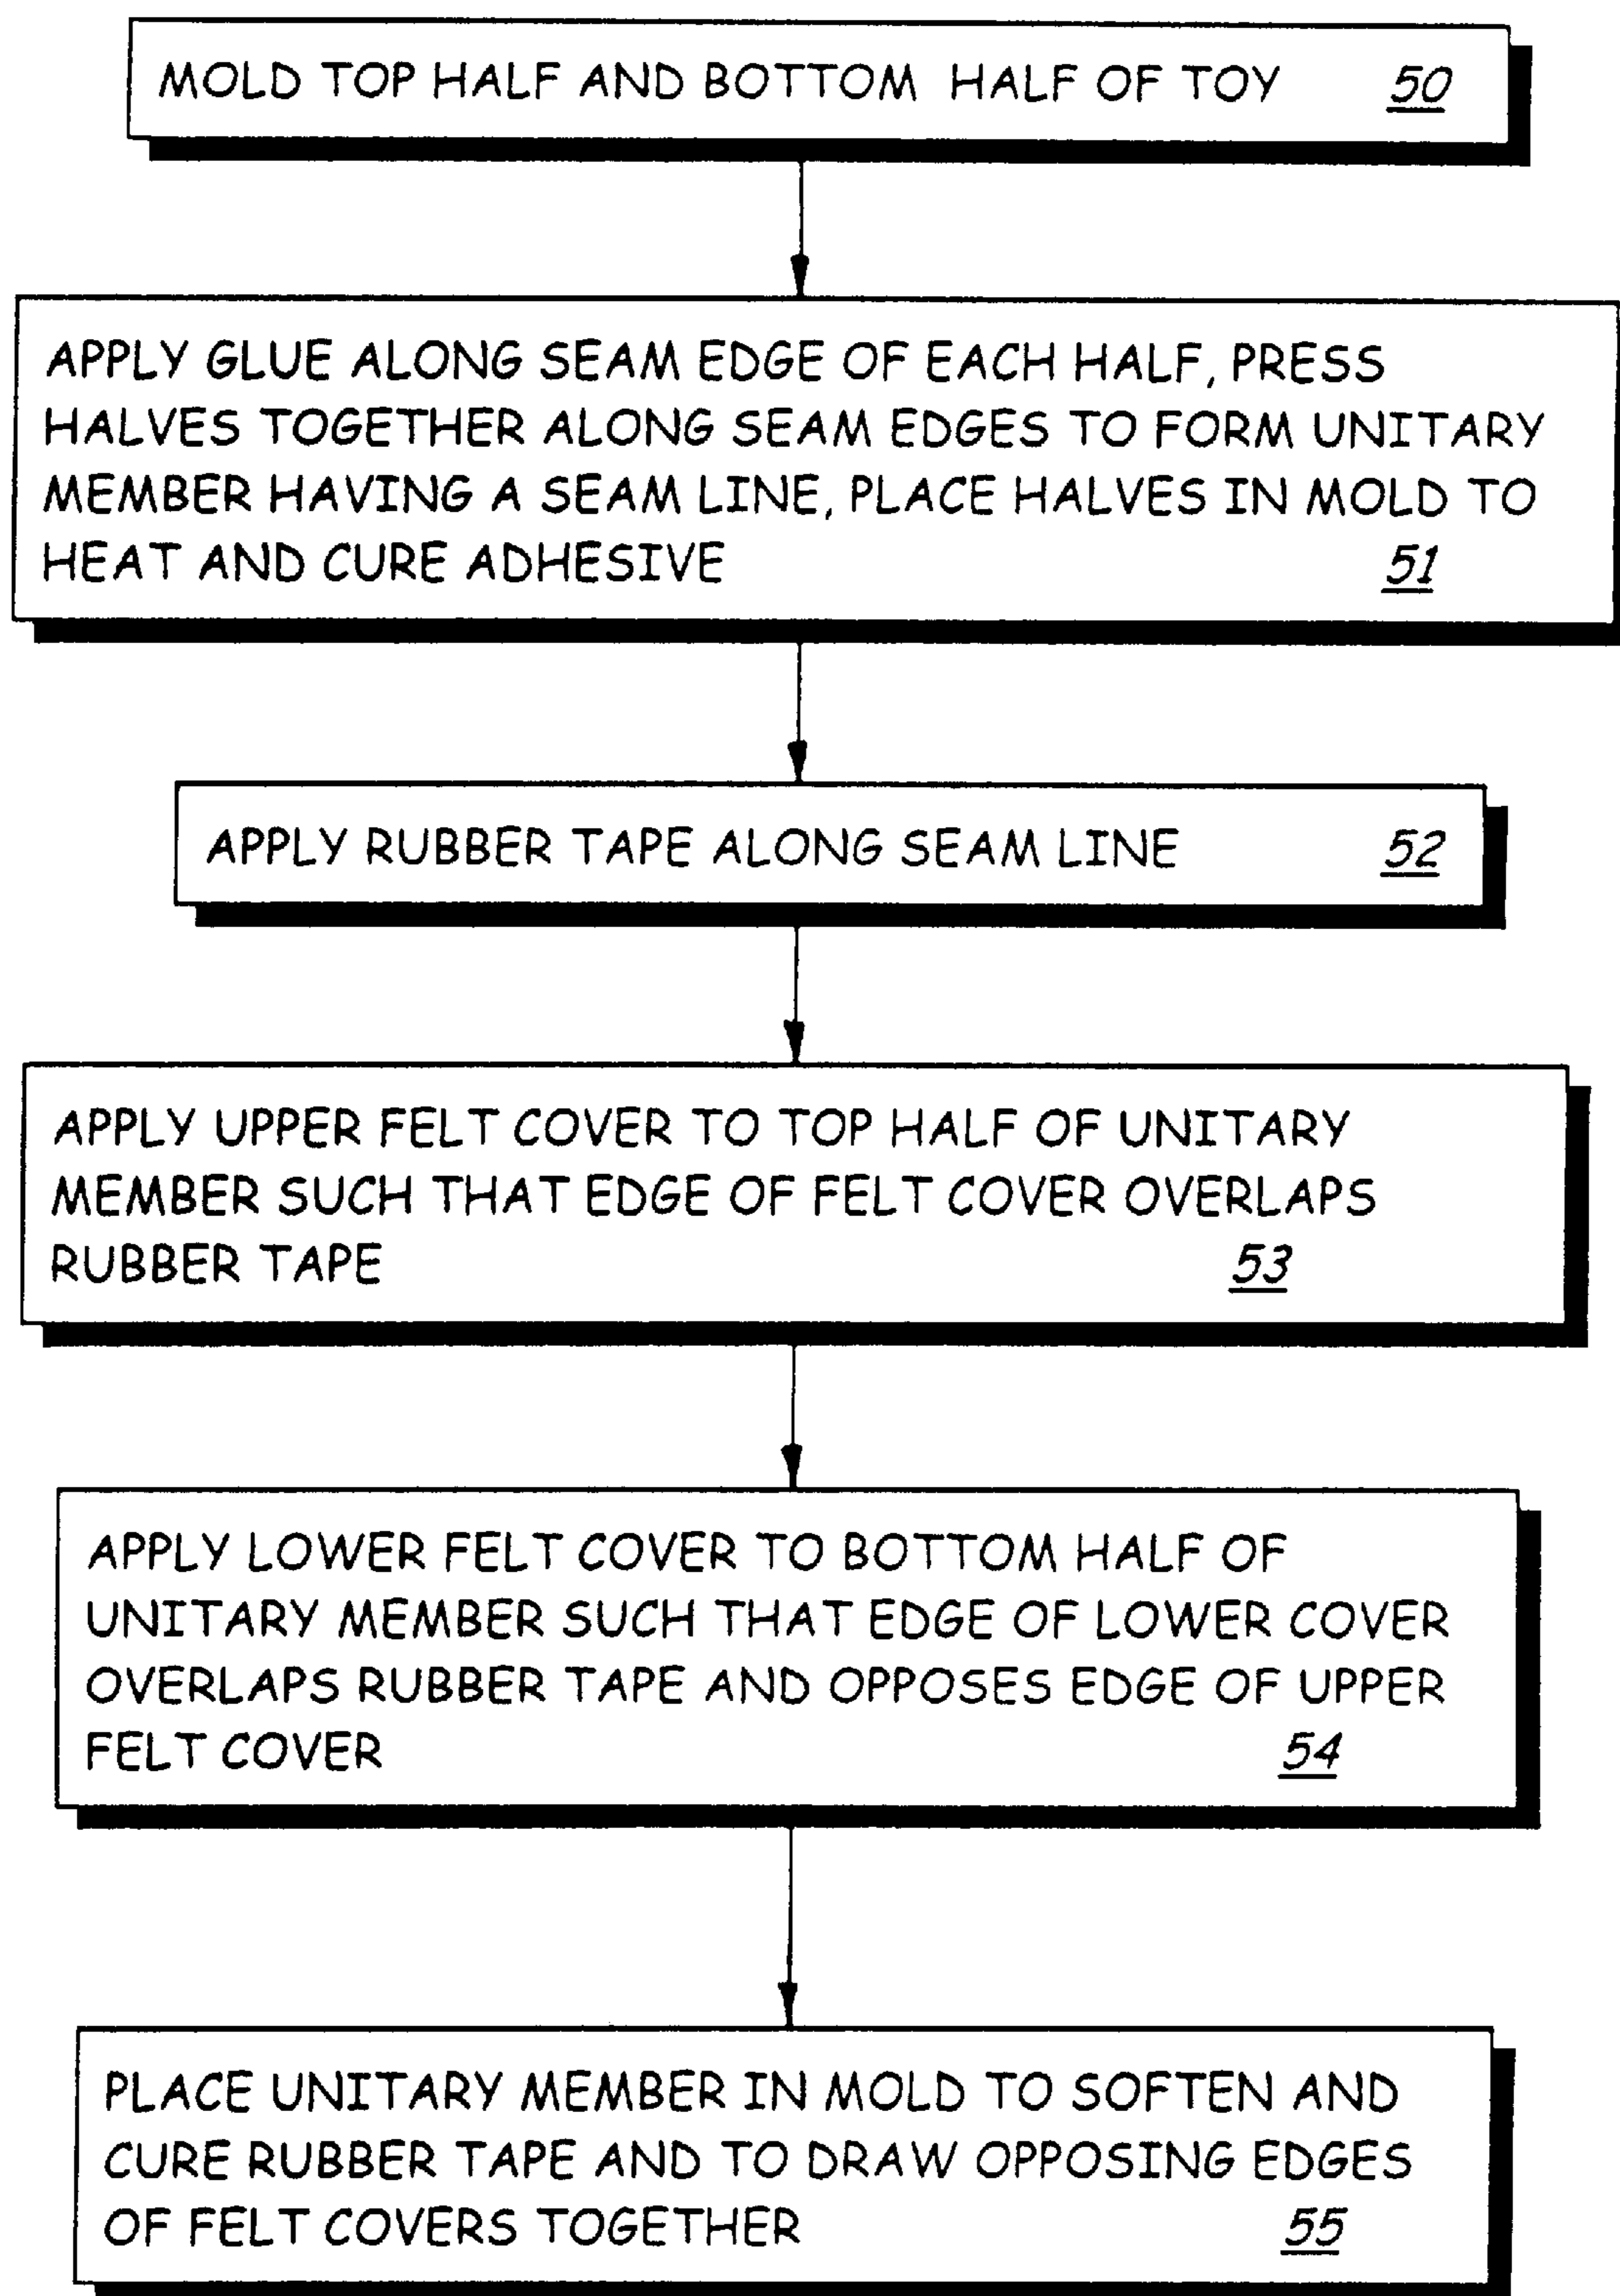 MOLD TOP HALF AND BOTTOM HALF OF TOY 50
APPLY GLUE ALONG SEAM EDGE OF EACH HALF, PRESS
HALVES TOGETHER ALONG SEAM EDGES TO FORM UNITARY
MEMBER HAVING A SEAM LINE, PLACE HALVES IN MOLD TO
HEAT AND CURE ADHESIVE 51
APPLY RUBBER TAPE ALONG SEAM LINE 52
APPLY UPPER FELT COVER TO TOP HALF OF UNITARY
MEMBER SUCH THAT EDGE OF FELT COVER OVERLAPS
RUBBER TAPE 53
APPLY LOWER FELT COVER TO BOTTOM HALF OF
UNITARY MEMBER SUCH THAT EDGE OF LOWER COVER
OVERLAPS RUBBER TAPE AND OPPOSES EDGE OF UPPER
FELT COVER 54
PLACE UNITARY MEMBER IN MOLD TO SOFTEN AND
CURE RUBBER TAPE AND TO DRAW OPPOSING EDGES
OF FELT COVERS TOGETHER 55